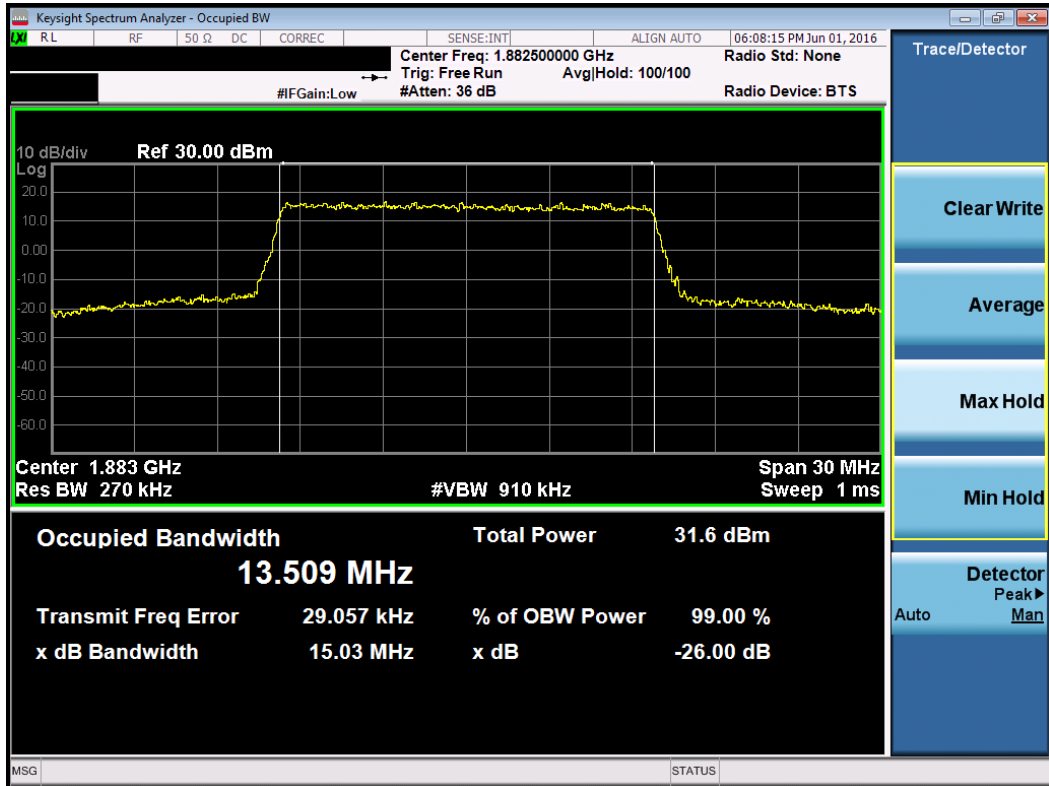 Keysight Spectrum Analyzer - Occupied BW
LXI RL RF 50 Ω DC CORREC SENSE:INT ALIGN AUTO 06:08:15 PM Jun 01, 2016
Center Freq: 1.882500000 GHz Radio Std: None
Trig: Free Run Avg|Hold: 100/100
#IFGain:Low #Atten: 36 dB Radio Device: BTS
Trace/Detector
10 dB/div Ref 30.00 dBm
Log
20.0
10.0
0.00
-10.0
-20.0
-30.0
-40.0
-50.0
-60.0
Center 1.883 GHz Span 30 MHz
Res BW 270 kHz #VBW 910 kHz Sweep 1 ms
Occupied Bandwidth Total Power 31.6 dBm
13.509 MHz
Transmit Freq Error 29.057 kHz % of OBW Power 99.00 %
x dB Bandwidth 15.03 MHz x dB -26.00 dB
Clear Write
Average
Max Hold
Min Hold
Detector
Peak▶
Auto Man
MSG STATUS